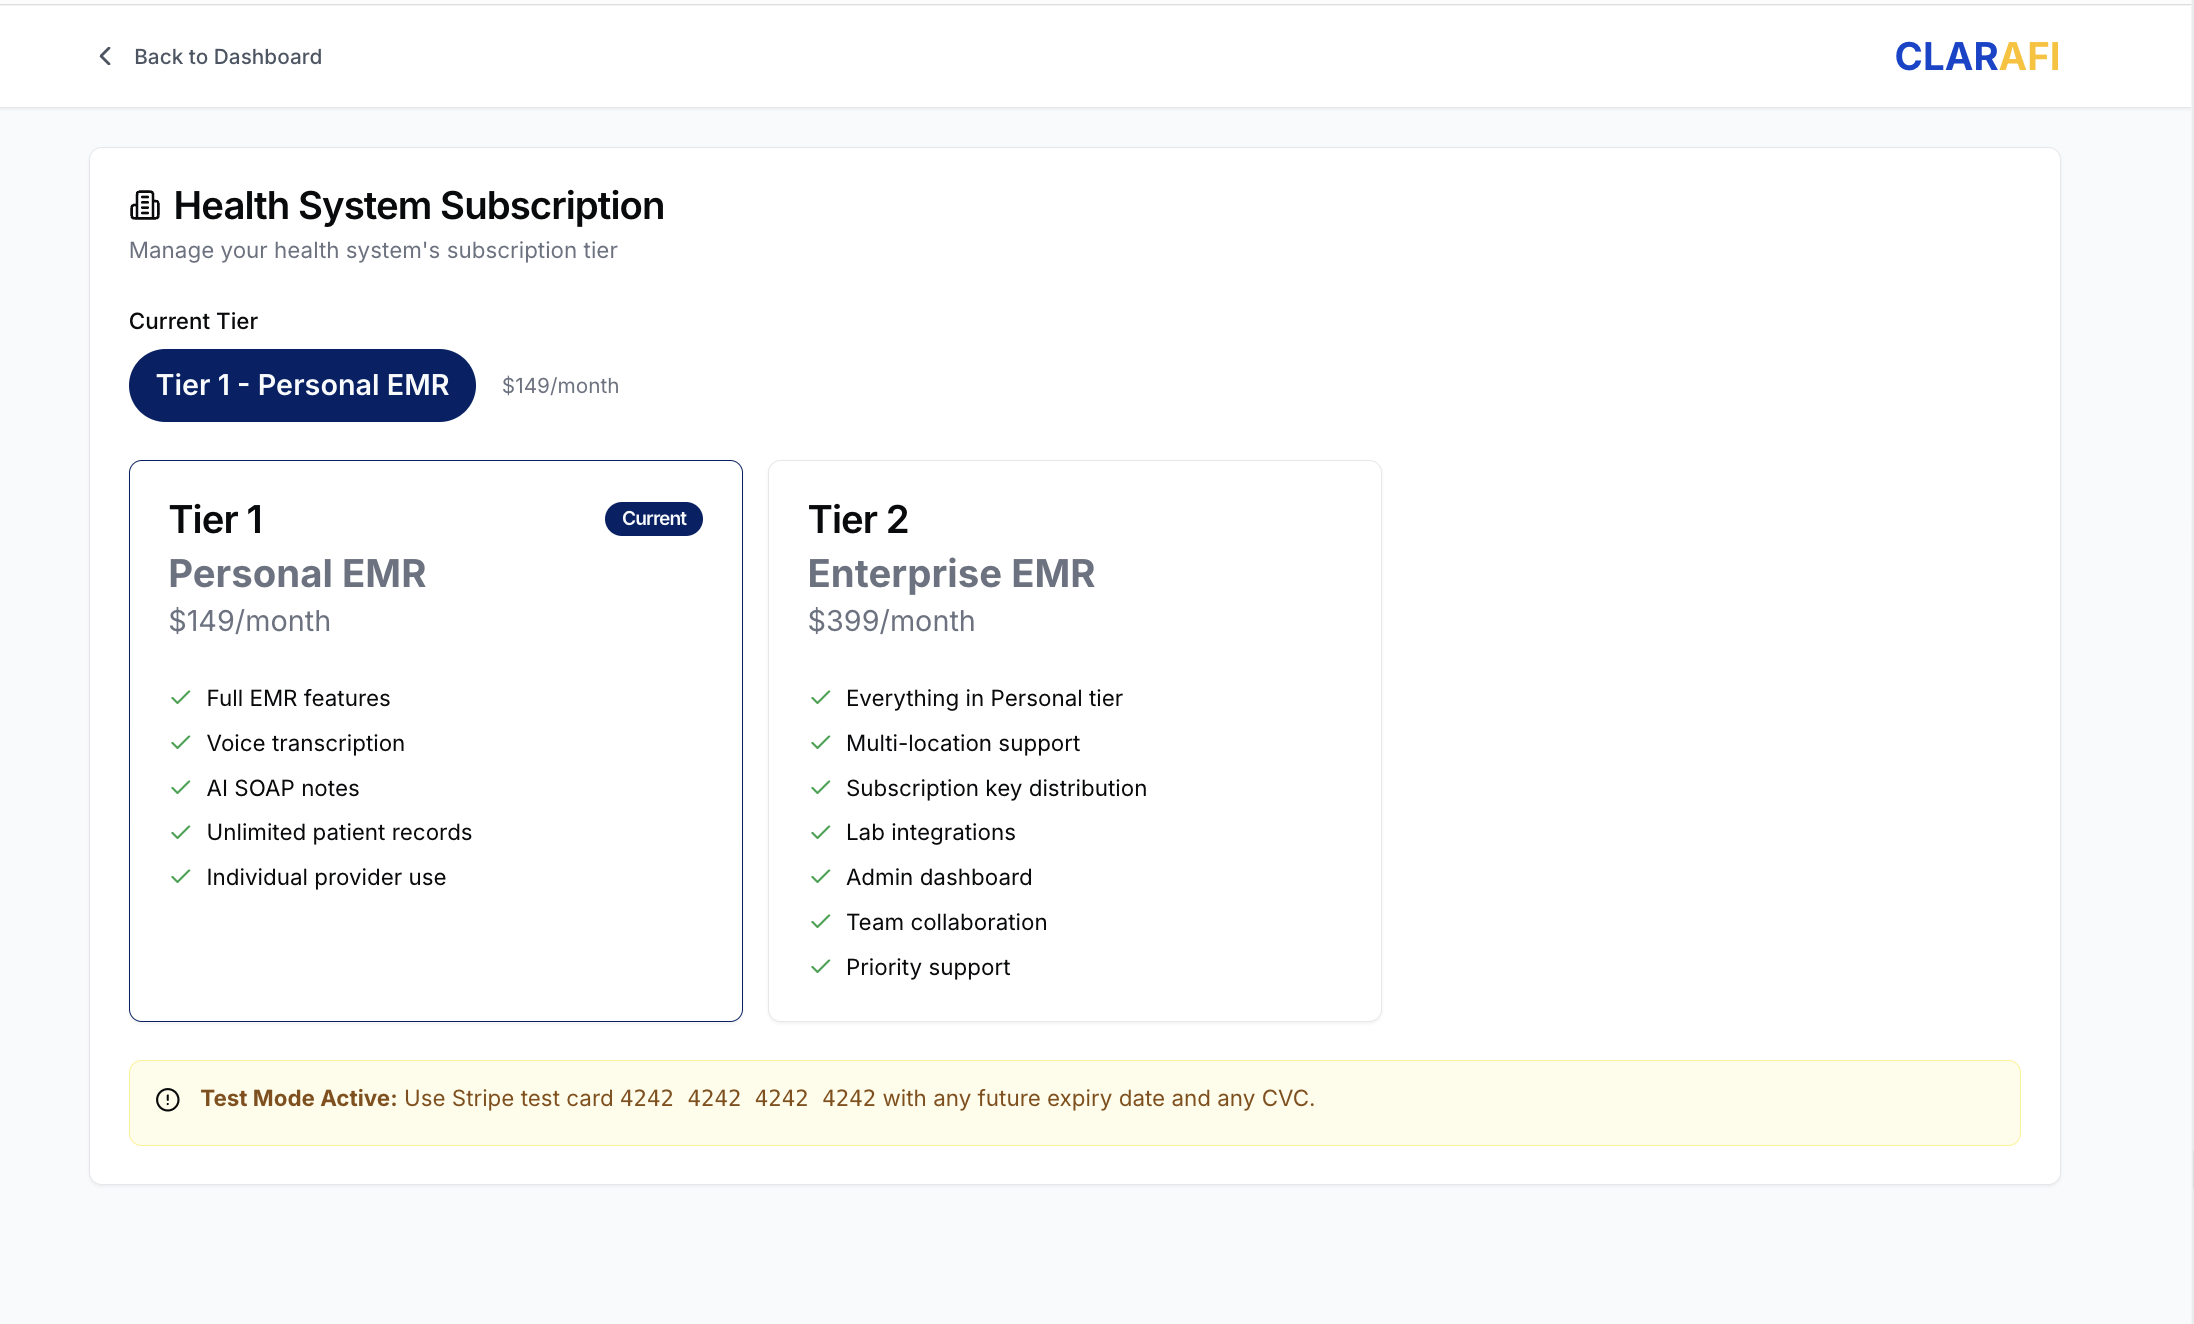 Back to Dashboard
CLARAFI
Health System Subscription
Manage your health system's subscription tier
Current Tier
Tier 1 - Personal EMR
$149/month
Tier 1
Current
Personal EMR
$149/month
Full EMR features
Voice transcription
AI SOAP notes
Unlimited patient records
Individual provider use
Tier 2
Enterprise EMR
$399/month
Everything in Personal tier
Multi-location support
Subscription key distribution
Lab integrations
Admin dashboard
Team collaboration
Priority support
Test Mode Active: Use Stripe test card 4242 4242 4242 4242 with any future expiry date and any CVC.